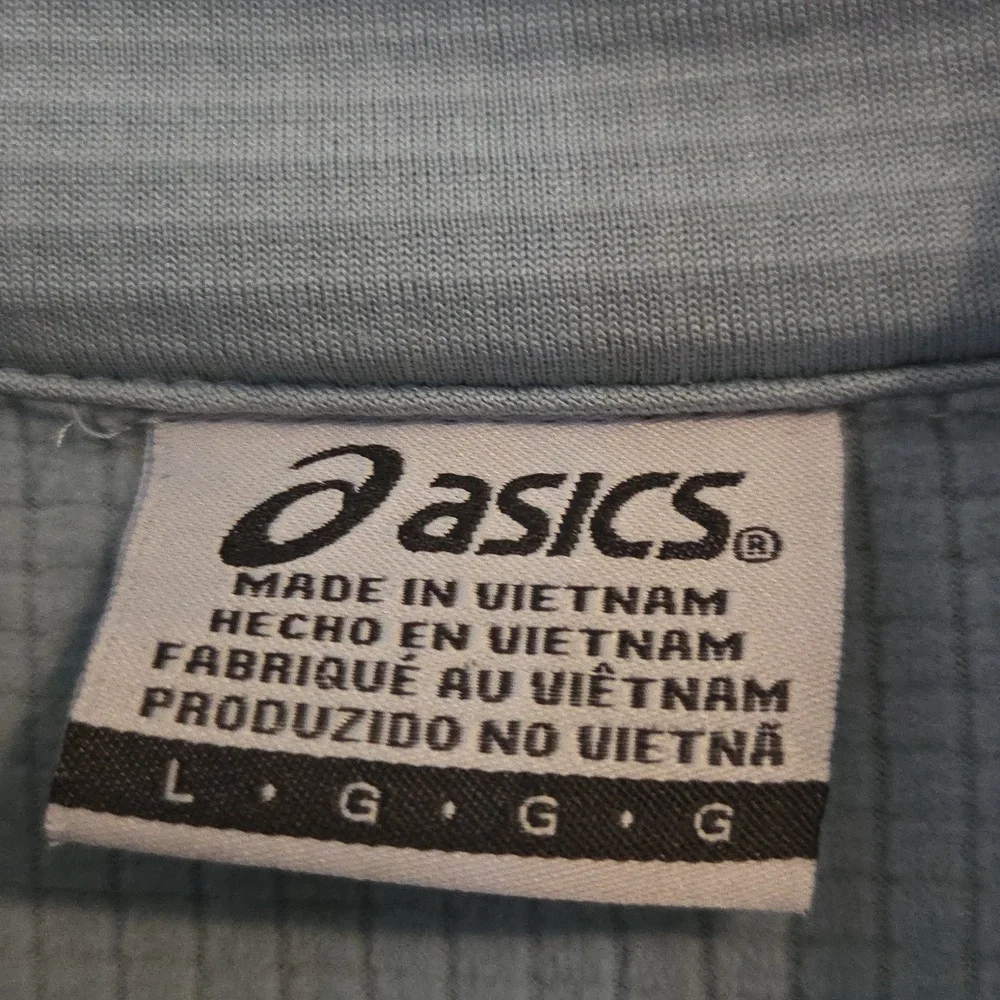 asics®
MADE IN VIETNAM
HECHO EN VIETNAM
FABRIQUÉ AU VIÊTNAM
PRODUZIDO NO VIETNÃ
L · G · G · G